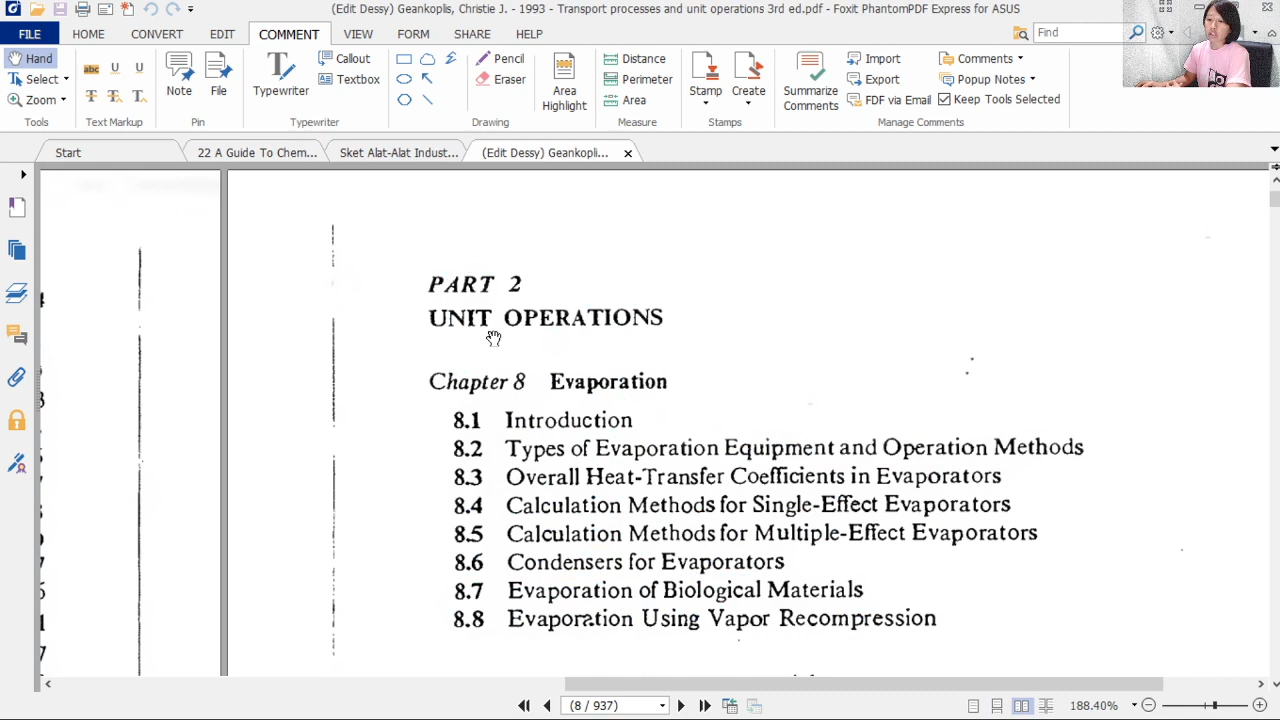 (Edit Dessy) Geankoplis, Christie J. - 1993 - Transport processes and unit operations 3rd ed.pdf - Foxit PhantomPDF Express for ASUS
FILE HOME CONVERT EDIT COMMENT VIEW FORM SHARE HELP
Find
Hand
Select
Zoom
Tools
abc U U
T T T
Text Markup
Note
File
Pin
Typewriter
Callout
Textbox
Typewriter
Pencil
Eraser
Area Highlight
Drawing
Distance
Perimeter
Area
Measure
Stamp
Create
Stamps
Summarize Comments
Import
Export
FDF via Email
Comments
Popup Notes
Keep Tools Selected
Manage Comments
Start
22 A Guide To Chem...
Sket Alat-Alat Indust...
(Edit Dessy) Geankopli...
PART 2
UNIT OPERATIONS
Chapter 8 Evaporation
8.1 Introduction
8.2 Types of Evaporation Equipment and Operation Methods
8.3 Overall Heat-Transfer Coefficients in Evaporators
8.4 Calculation Methods for Single-Effect Evaporators
8.5 Calculation Methods for Multiple-Effect Evaporators
8.6 Condensers for Evaporators
8.7 Evaporation of Biological Materials
8.8 Evaporation Using Vapor Recompression
(8 / 937)
188.40%